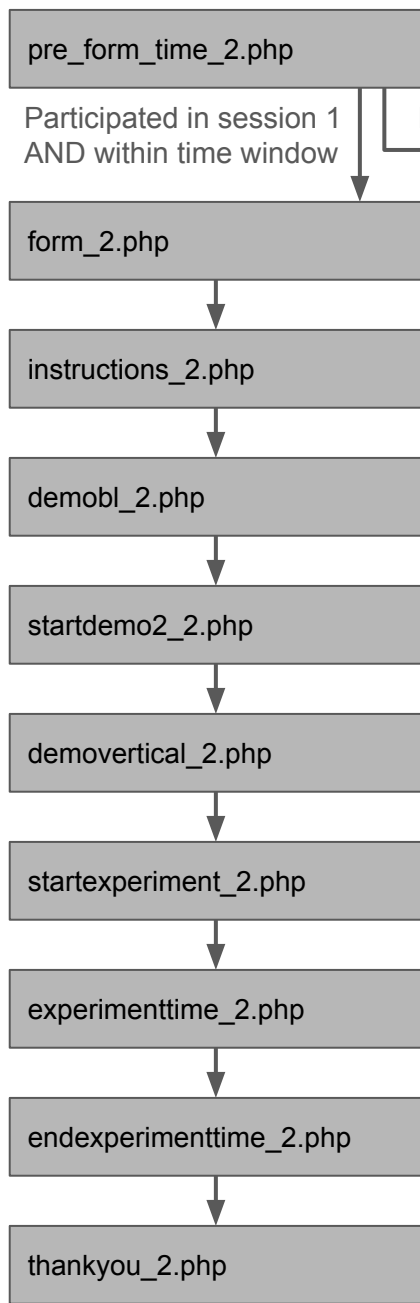 pre_form_time_2.php
Participated in session 1
AND within time window
form_2.php
instructions_2.php
demobl_2.php
startdemo2_2.php
demovertical_2.php
startexperiment_2.php
experimenttime_2.php
endexperimenttime_2.php
thankyou_2.php